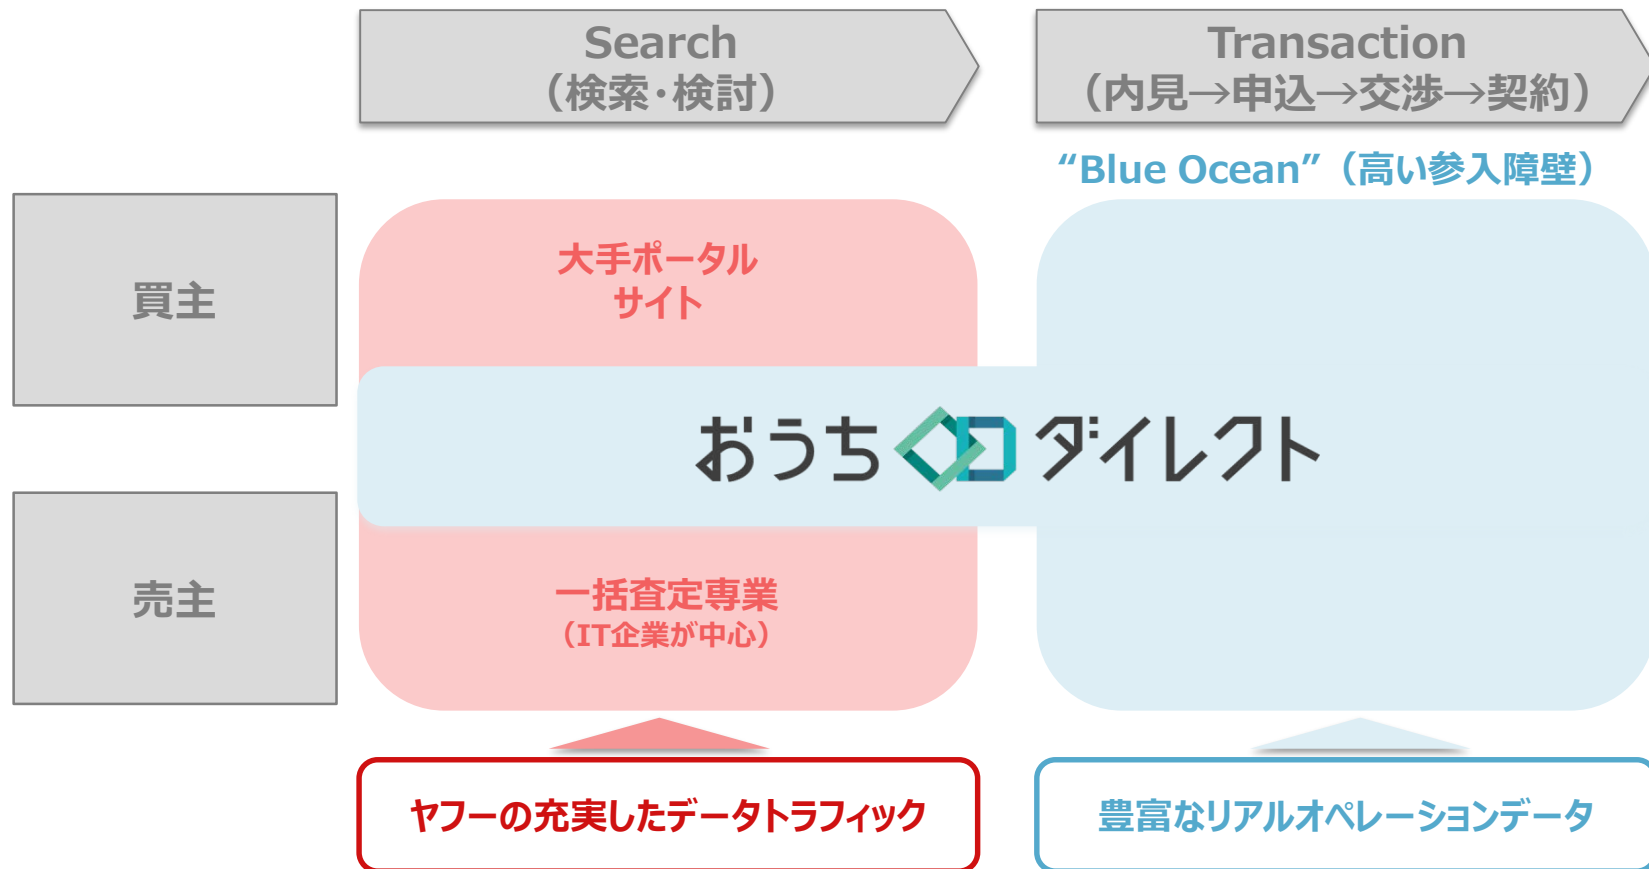 Search
（検索・検討）
Transaction
（内見→申込→交渉→契約）
“Blue Ocean”（高い参入障壁）
買主
大手ポータル
サイト
おうちダイレクト
売主
一括査定専業
（IT企業が中心）
ヤフーの充実したデータトラフィック
豊富なリアルオペレーションデータ